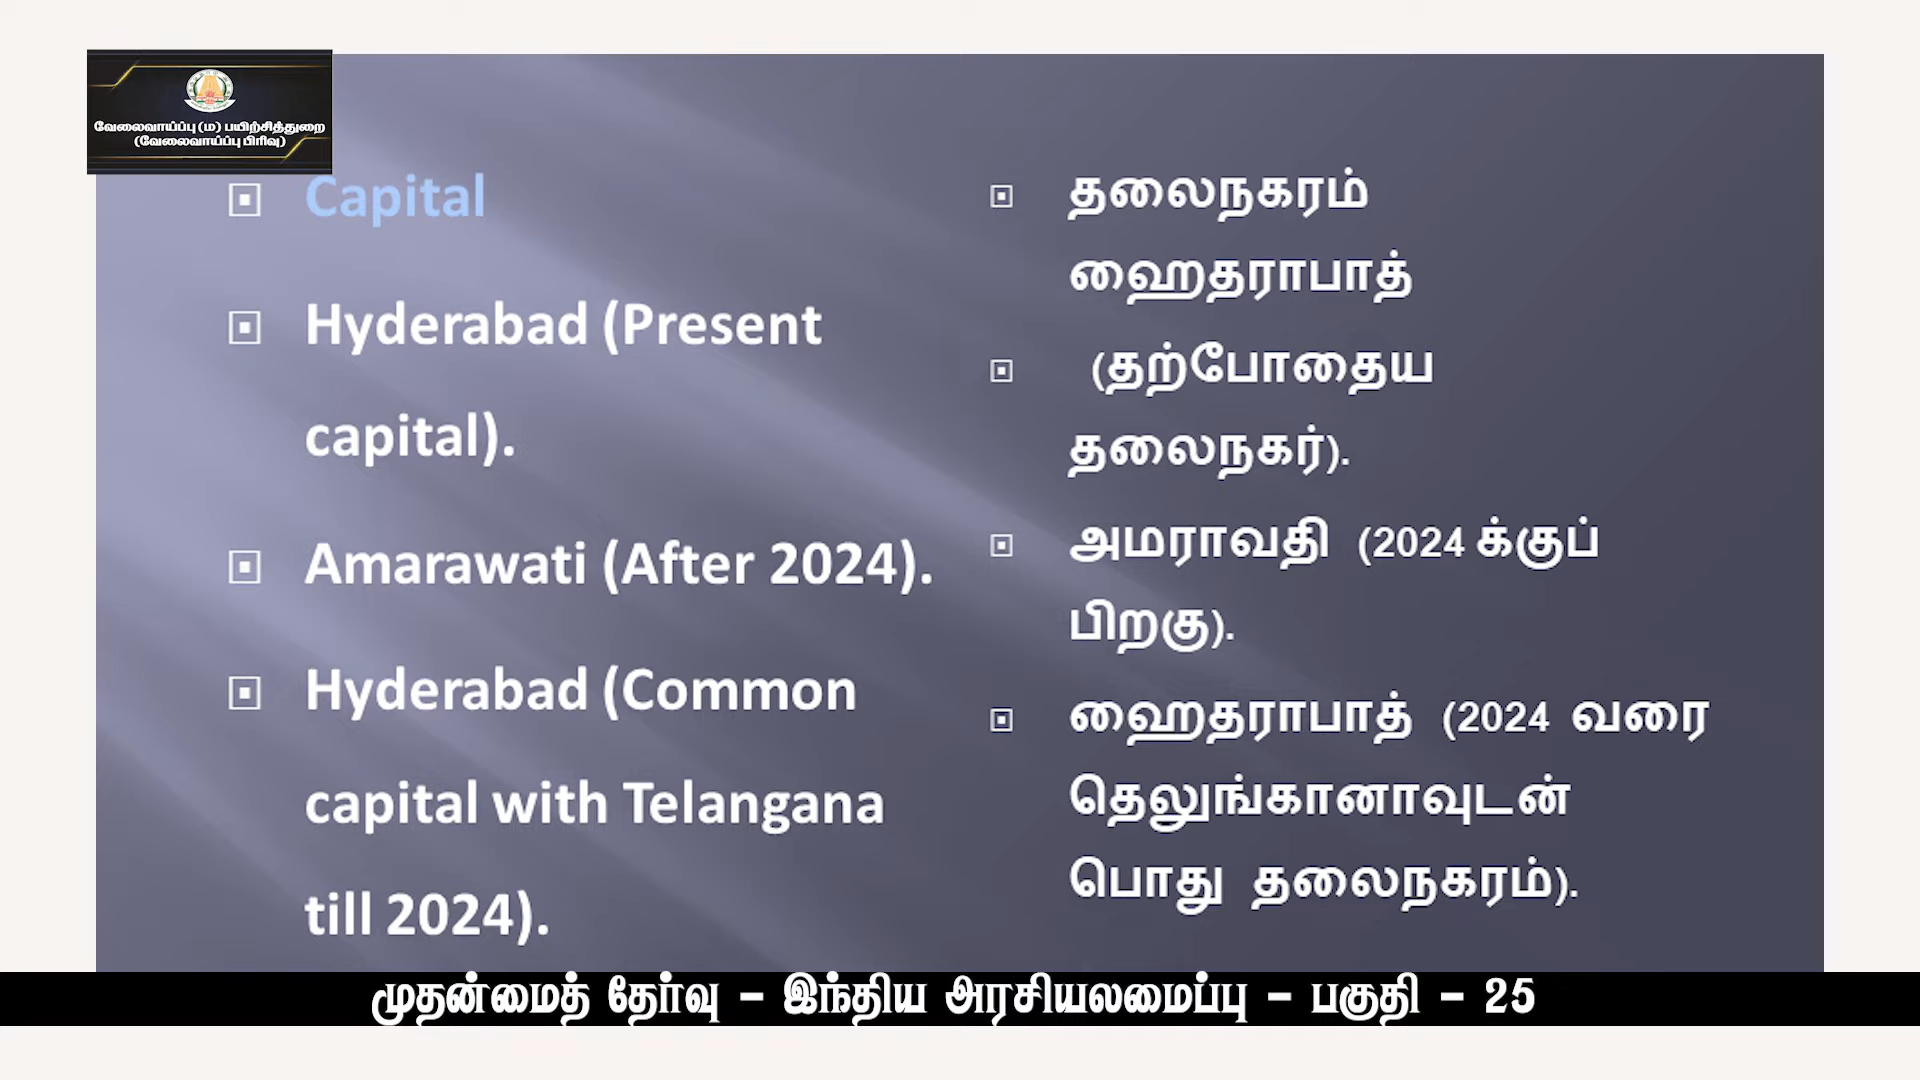 வேலைவாய்ப்பு (ம) பயிற்சித்துறை
(வேலைவாய்ப்பு பிரிவு)
Capital
Hyderabad (Present
capital).
Amarawati (After 2024).
Hyderabad (Common
capital with Telangana
till 2024).
தலைநகரம்
ஹைதராபாத்
(தற்போதைய
தலைநகர்).
அமராவதி (2024 க்குப்
பிறகு).
ஹைதராபாத் (2024 வரை
தெலுங்கானாவுடன்
பொது தலைநகரம்).
முதன்மைத் தேர்வு – இந்திய அரசியலமைப்பு – பகுதி – 25